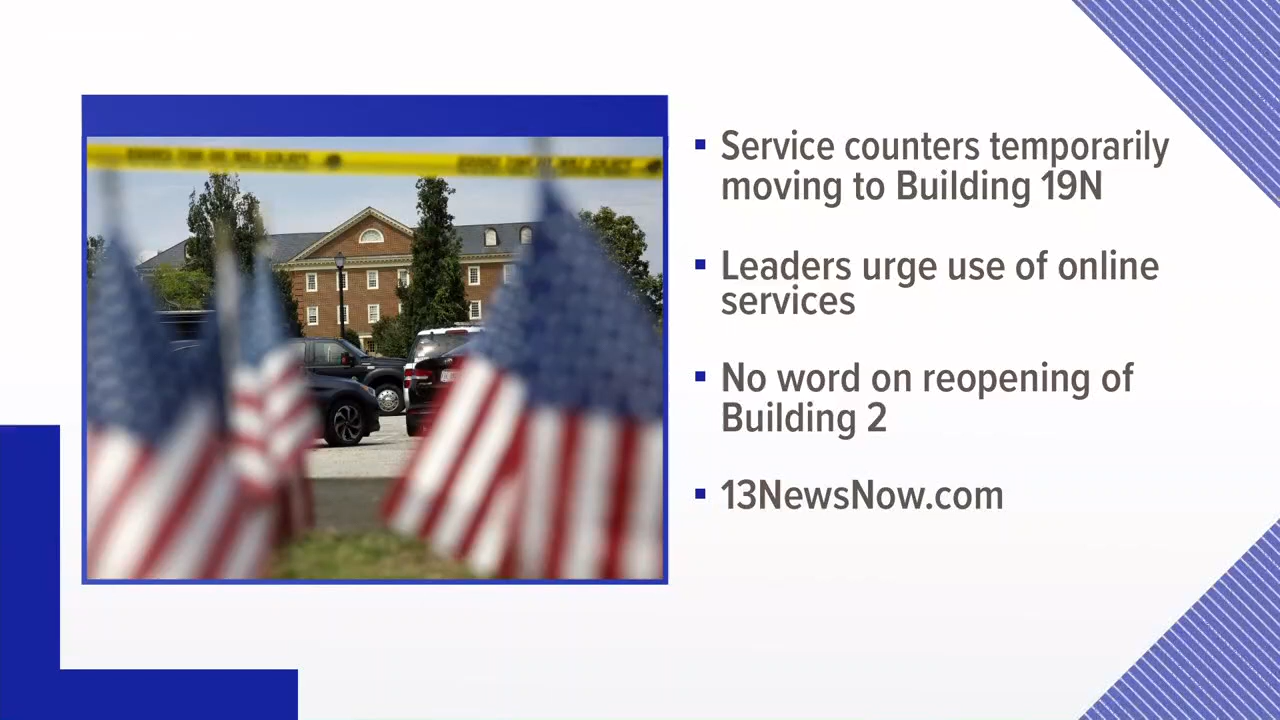 Service counters temporarily
moving to Building 19N
Leaders urge use of online
services
No word on reopening of
Building 2
13NewsNow.com